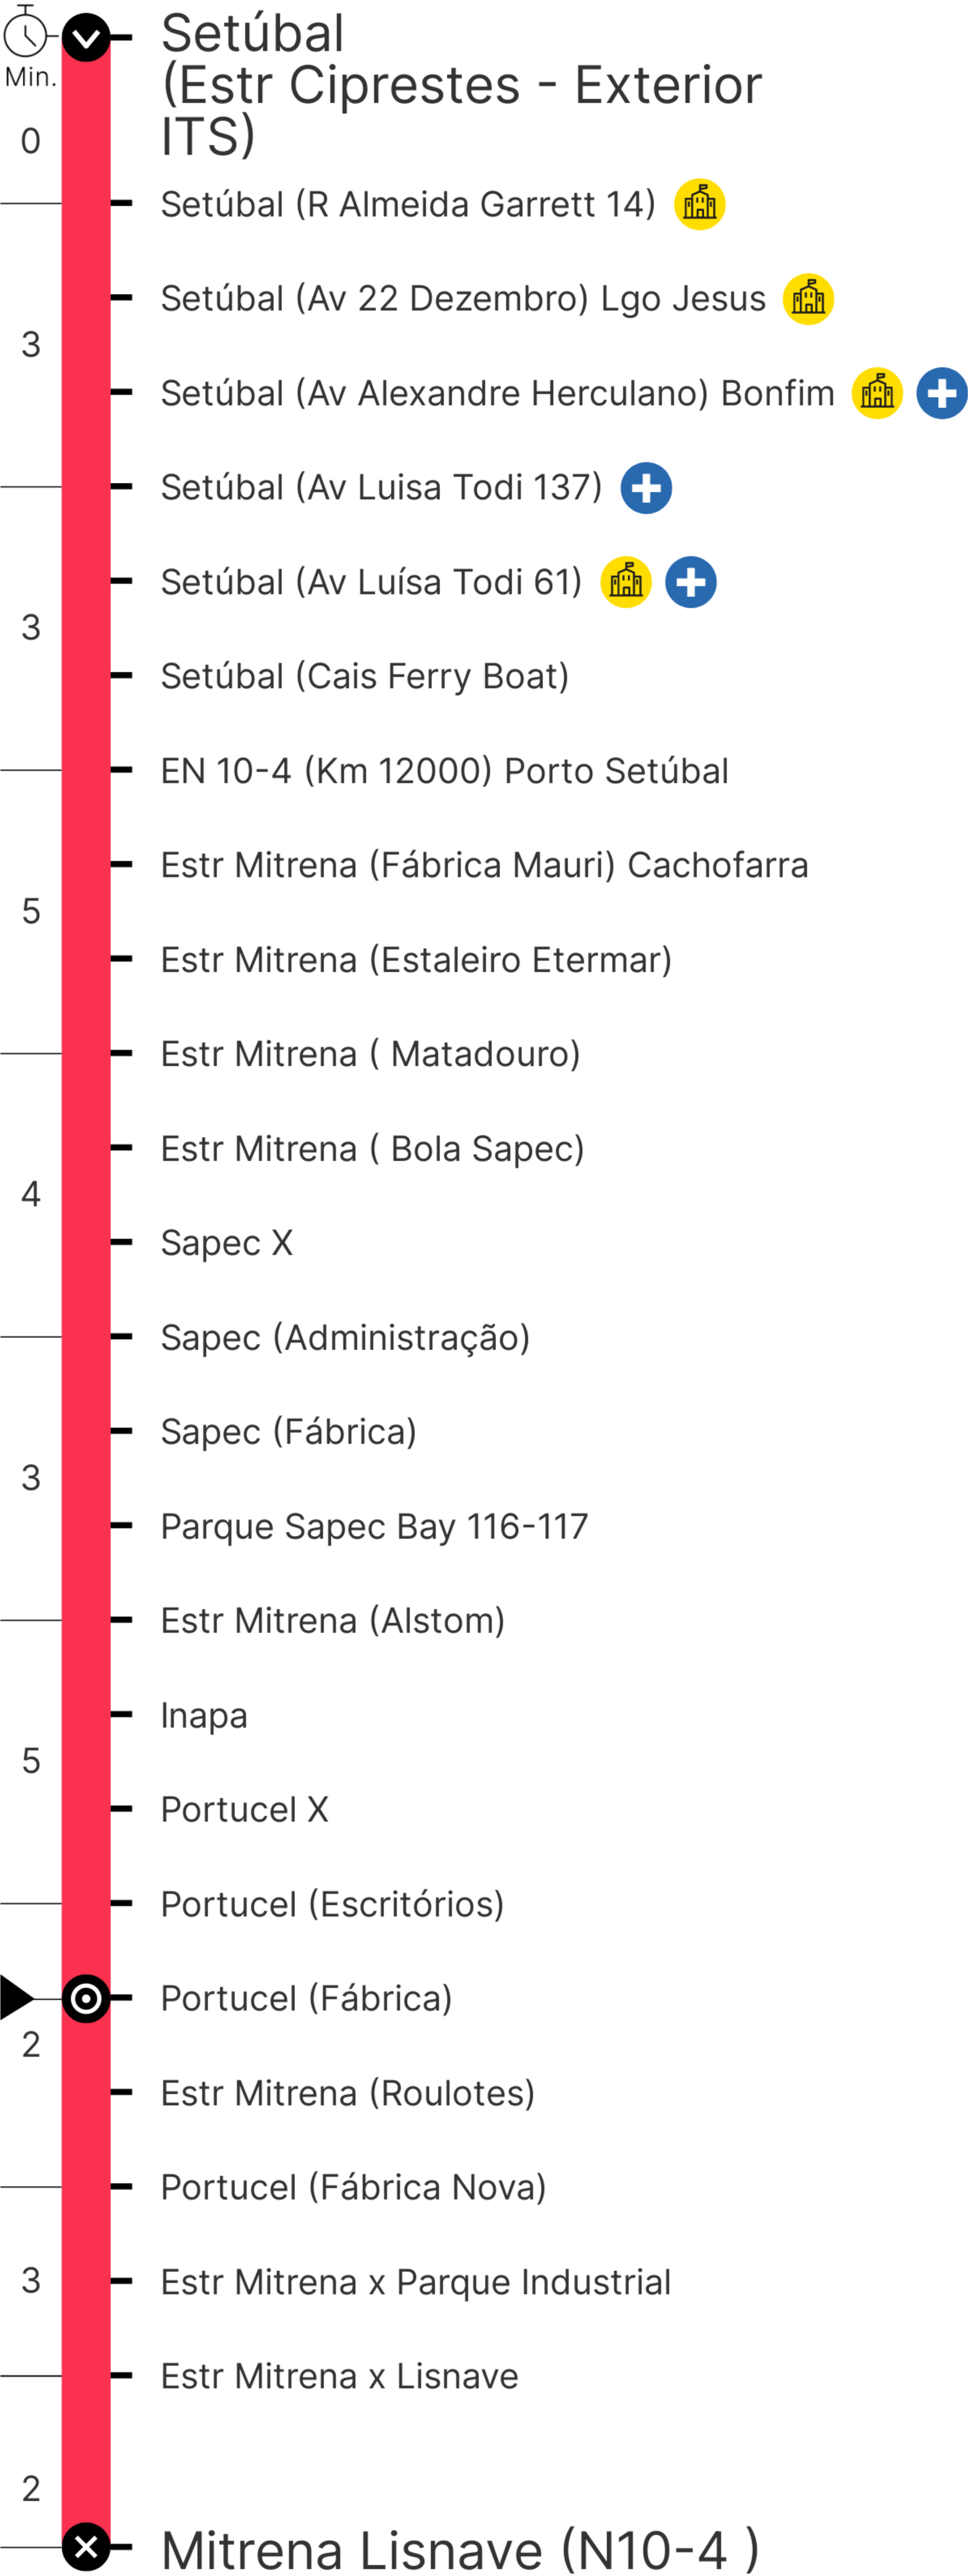 Setúbal
Min.
(Estr Ciprestes - Exterior
0
ITS)
Setúbal (R Almeida Garrett 14)
Setúbal (Av 22 Dezembro) Lgo Jesus
3
Setúbal (Av Alexandre Herculano) Bonfim
Setúbal (Av Luisa Todi 137)
Setúbal (Av Luísa Todi 61)
3
Setúbal (Cais Ferry Boat)
EN 10-4 (Km 12000) Porto Setúbal
Estr Mitrena (Fábrica Mauri) Cachofarra
5
Estr Mitrena (Estaleiro Etermar)
Estr Mitrena ( Matadouro)
Estr Mitrena ( Bola Sapec)
4
Sapec X
Sapec (Administração)
Sapec (Fábrica)
3
Parque Sapec Bay 116-117
Estr Mitrena (Alstom)
Inapa
5
Portucel X
Portucel (Escritórios)
Portucel (Fábrica)
2
Estr Mitrena (Roulotes)
Portucel (Fábrica Nova)
3
Estr Mitrena x Parque Industrial
Estr Mitrena x Lisnave
2
Mitrena Lisnave (N10-4 )